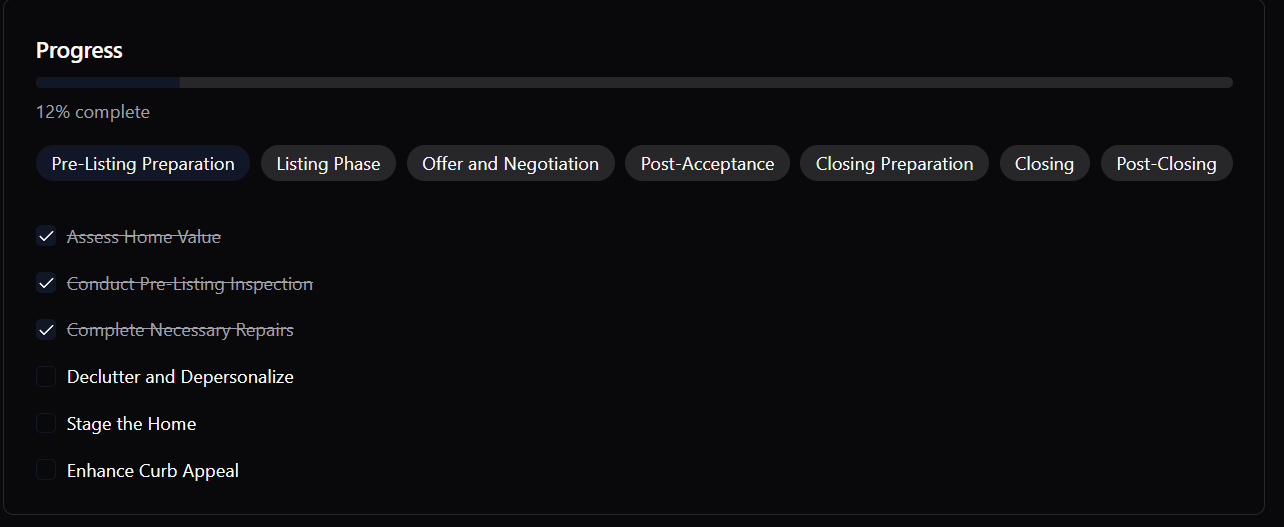 Progress
12% complete
Pre-Listing Preparation Listing Phase Offer and Negotiation Post-Acceptance Closing Preparation Closing Post-Closing
Assess Home Value
Conduct Pre-Listing Inspection
Complete Necessary Repairs
Declutter and Depersonalize
Stage the Home
Enhance Curb Appeal